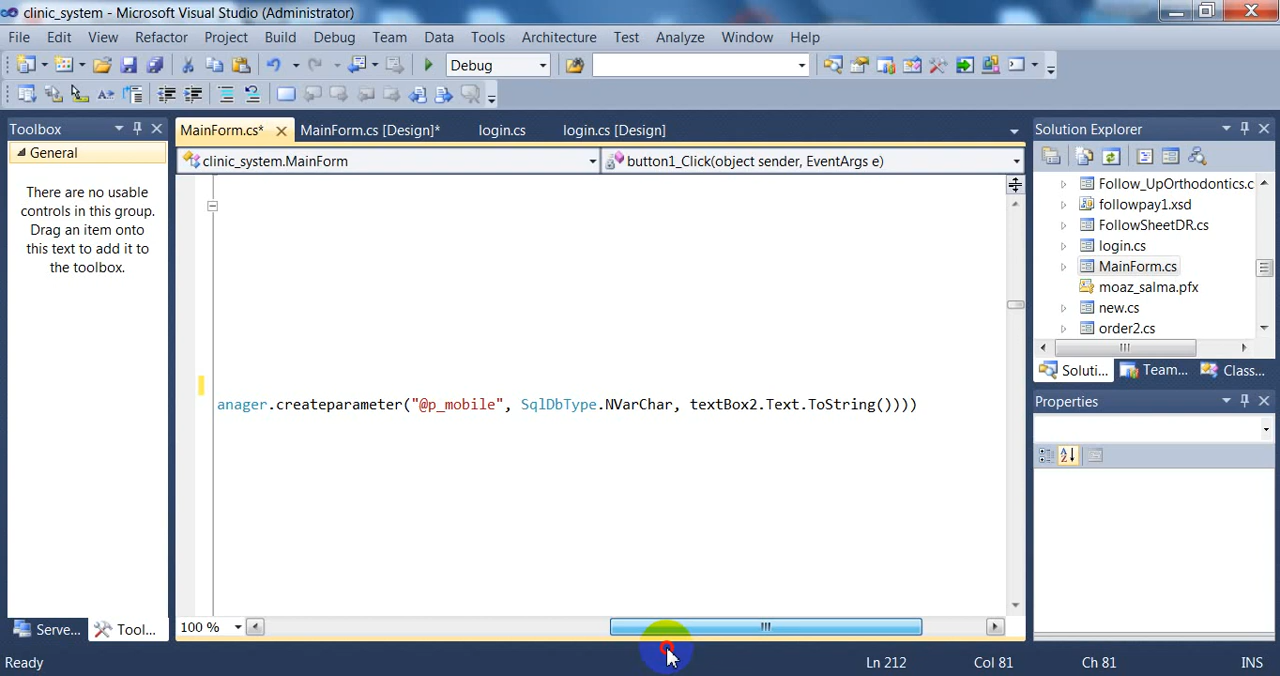 clinic_system - Microsoft Visual Studio (Administrator)
File Edit View Refactor Project Build Debug Team Data Tools Architecture Test Analyze Window Help
Debug
Toolbox
MainForm.cs* MainForm.cs [Design]* login.cs login.cs [Design]
Solution Explorer
General
clinic_system.MainForm button1_Click(object sender, EventArgs e)
There are no usable
controls in this group.
Drag an item onto
this text to add it to
the toolbox.
Follow_UpOrthodontics.c
followpay1.xsd
FollowSheetDR.cs
login.cs
MainForm.cs
moaz_salma.pfx
new.cs
order2.cs
Soluti... Team... Class...
Properties
anager.createparameter("@p_mobile", SqlDbType.NVarChar, textBox2.Text.ToString())))
100 %
Serve... Tool...
Ready Ln 212 Col 81 Ch 81 INS